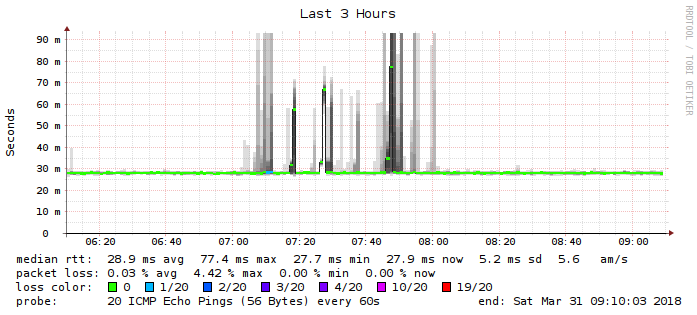 Last 3 Hours
RRDTOOL / TOBI OETIKER
Seconds
90 m
80 m
70 m
60 m
50 m
40 m
30 m
20 m
10 m
0
06:20 06:40 07:00 07:20 07:40 08:00 08:20 08:40 09:00
median rtt: 28.9 ms avg 77.4 ms max 27.7 ms min 27.9 ms now 5.2 ms sd 5.6 am/s
packet loss: 0.03 % avg 4.42 % max 0.00 % min 0.00 % now
loss color: 0 1/20 2/20 3/20 4/20 10/20 19/20
probe: 20 ICMP Echo Pings (56 Bytes) every 60s end: Sat Mar 31 09:10:03 2018